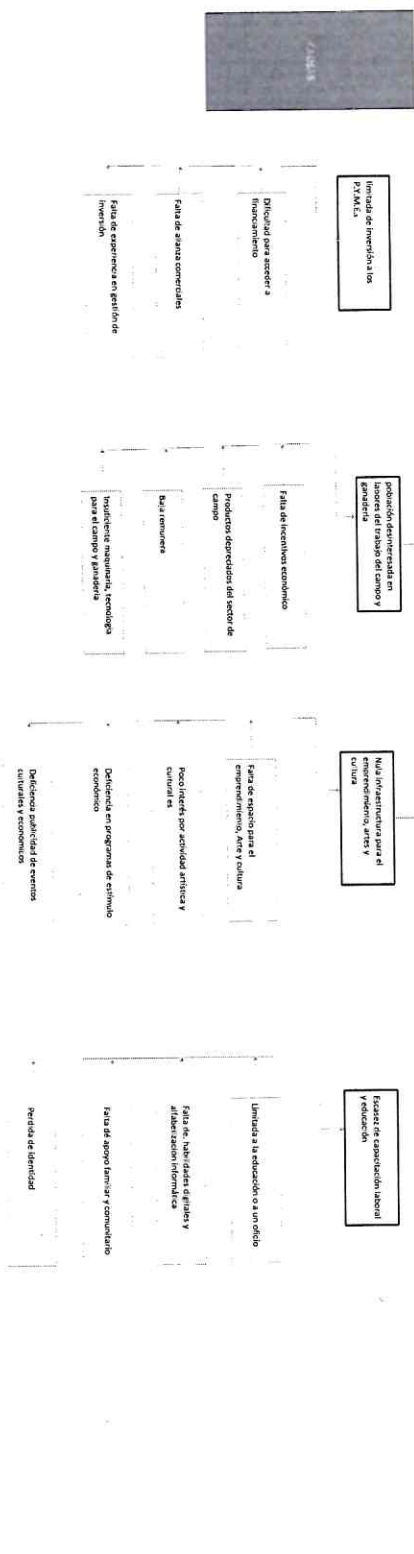 CAUSAS
limitada de inversión a los
P.Y.M.E.s
Dificultad para acceder a
financiamiento
Falta de alianza comerciales
Falta de experiencia en gestión de
inversión
población desinteresada en
labores del trabajo del campo y
ganadería
Falta de incentivos económico
Productos depreciados del sector de
campo
Baja remunera
Insuficiente maquinaria, tecnología
para el campo y ganadería
Nula infraestructura para el
emprendimiento, artes y
cultura
Falta de espacio para el
emprendimiento, Arte y cultura
Poco interés por actividad artística y
cultural es
Deficiencia en programas de estímulo
económico
Deficiencia publicidad de eventos
culturales y económicos
Escasez de capacitación laboral
y educación
Limitada a la educación o a un oficio
Falta de, habilidades digitales y
alfabetización informática
Falta dé apoyo familiar y comunitario
Perdida de identidad